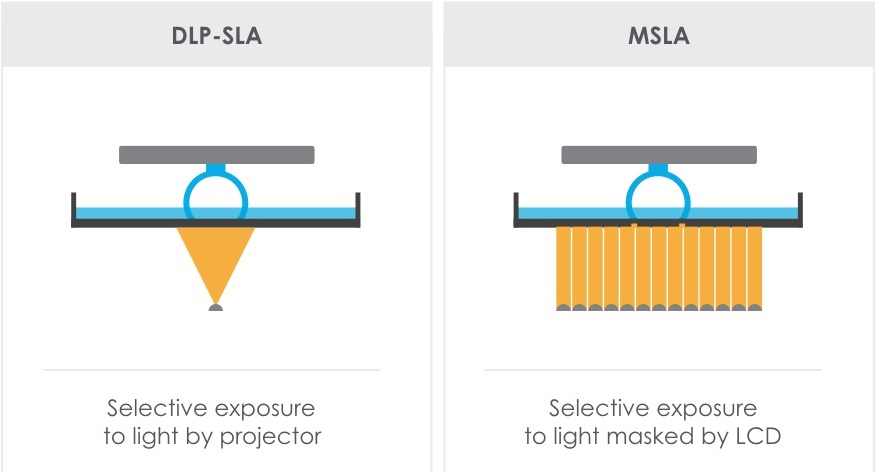 DLP-SLA
Selective exposure
to light by projector
MSLA
Selective exposure
to light masked by LCD